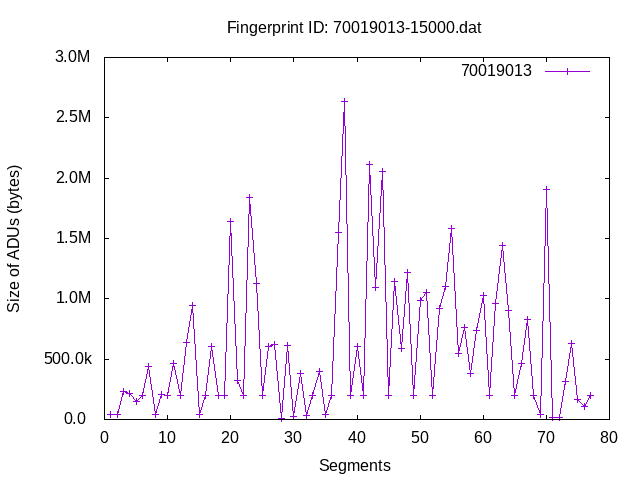 Fingerprint ID: 70019013-15000.dat
3.0M
70019013
2.5M
2.0M
1.5M
1.0M
500.0k
0.0
Size of ADUs (bytes)
0 10 20 30 40 50 60 70 80
Segments